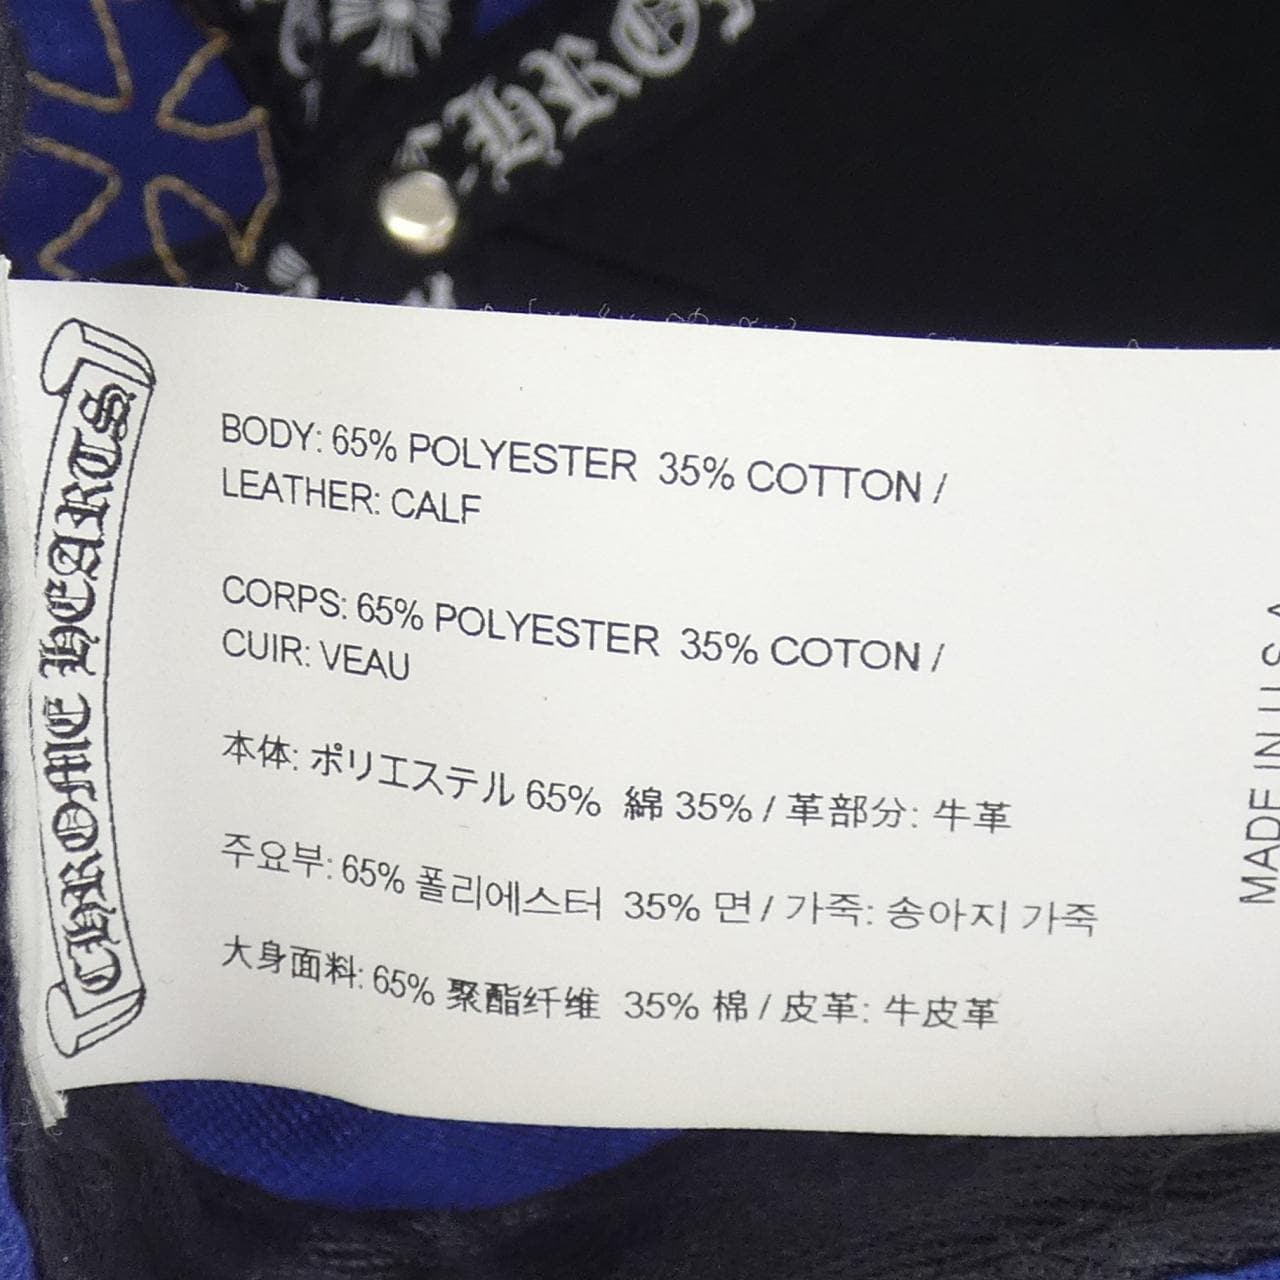 CHRO
CHROME HEARTS
BODY: 65% POLYESTER 35% COTTON /
LEATHER: CALF
CORPS: 65% POLYESTER 35% COTON /
CUIR: VEAU
本体: ポリエステル 65% 綿 35% / 革部分: 牛革
주요부: 65% 폴리에스터 35% 면 / 가죽: 송아지 가죽
大身面料: 65% 聚酯纤维 35% 棉 / 皮革: 牛皮革
MADE IN U.S.A